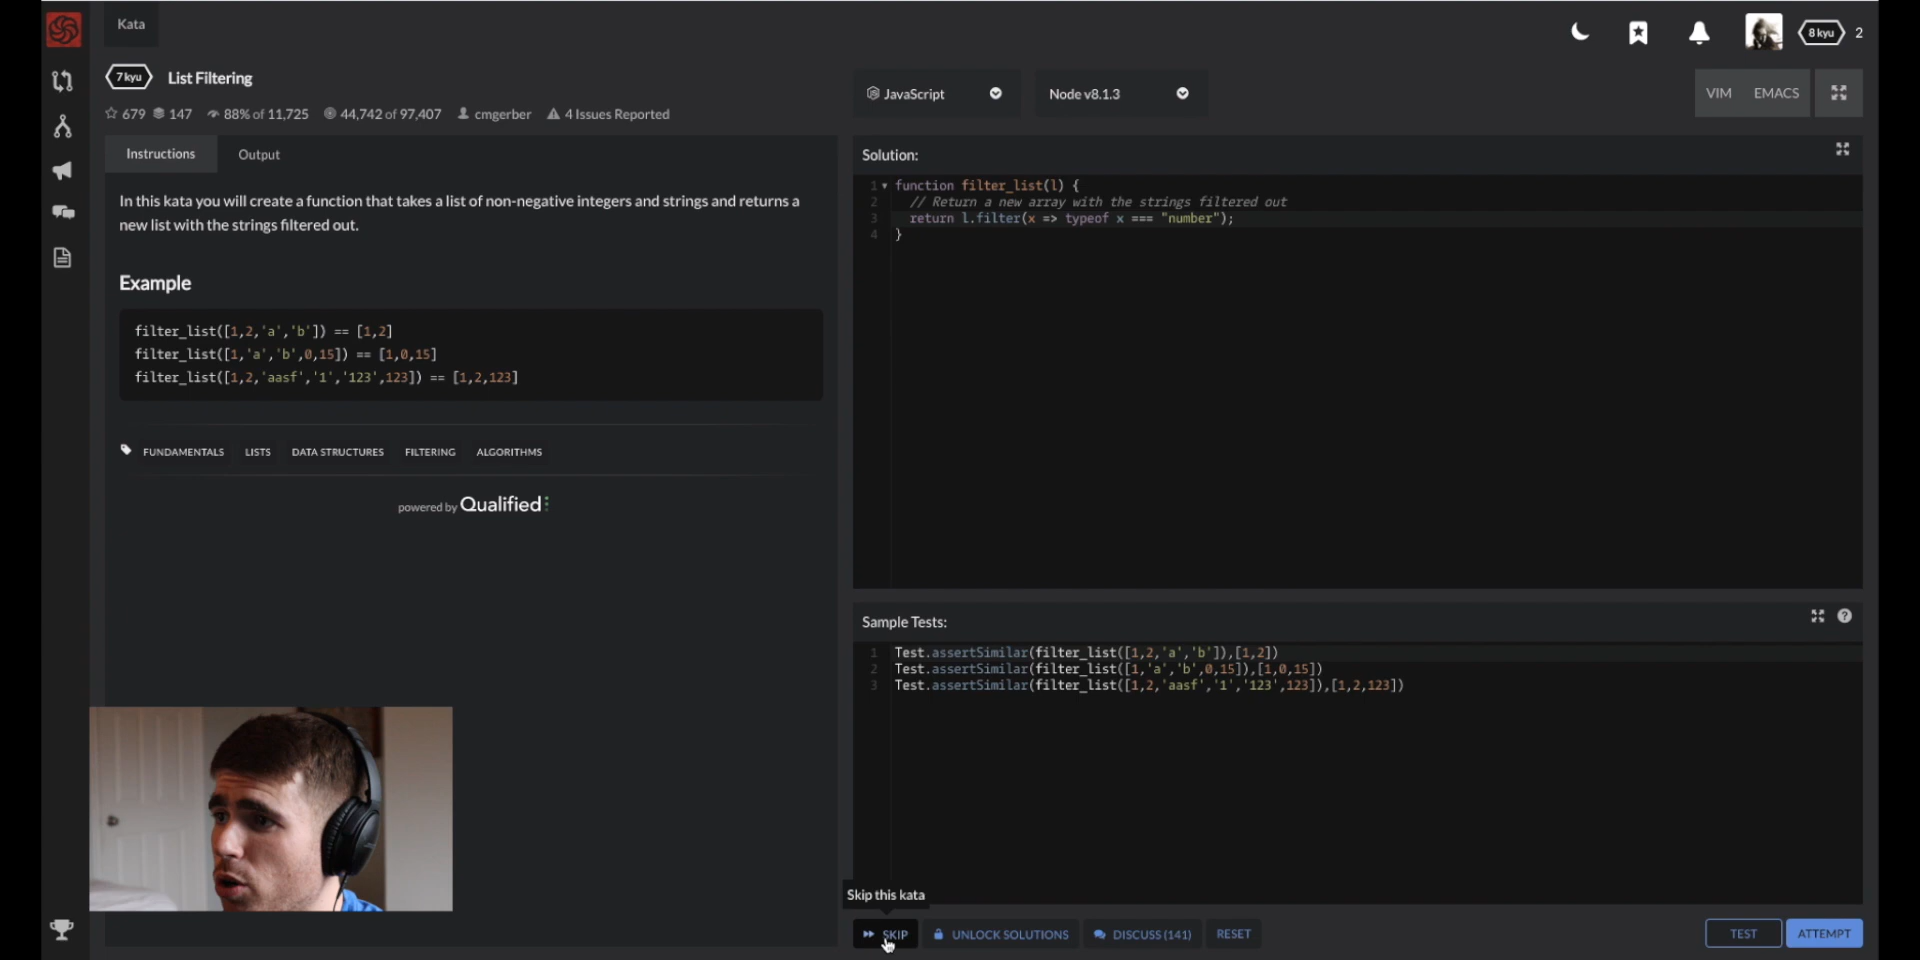 Kata
8 kyu 2
7 kyu List Filtering
679 147 88% of 11,725 44,742 of 97,407 cmgerber 4 Issues Reported
JavaScript
Node v8.1.3
VIM EMACS
Instructions
Output
In this kata you will create a function that takes a list of non-negative integers and strings and returns a
new list with the strings filtered out.
Example
filter_list([1,2,'a','b']) == [1,2]
filter_list([1,'a','b',0,15]) == [1,0,15]
filter_list([1,2,'aasf','1','123',123]) == [1,2,123]
FUNDAMENTALS LISTS DATA STRUCTURES FILTERING ALGORITHMS
powered by Qualified
Solution:
1 function filter_list(l) {
2 // Return a new array with the strings filtered out
3 return l.filter(x => typeof x === "number");
4 }
Sample Tests:
1 Test.assertSimilar(filter_list([1,2,'a','b']),[1,2])
2 Test.assertSimilar(filter_list([1,'a','b',0,15]),[1,0,15])
3 Test.assertSimilar(filter_list([1,2,'aasf','1','123',123]),[1,2,123])
Skip this kata
SKIP UNLOCK SOLUTIONS DISCUSS (141) RESET
TEST ATTEMPT